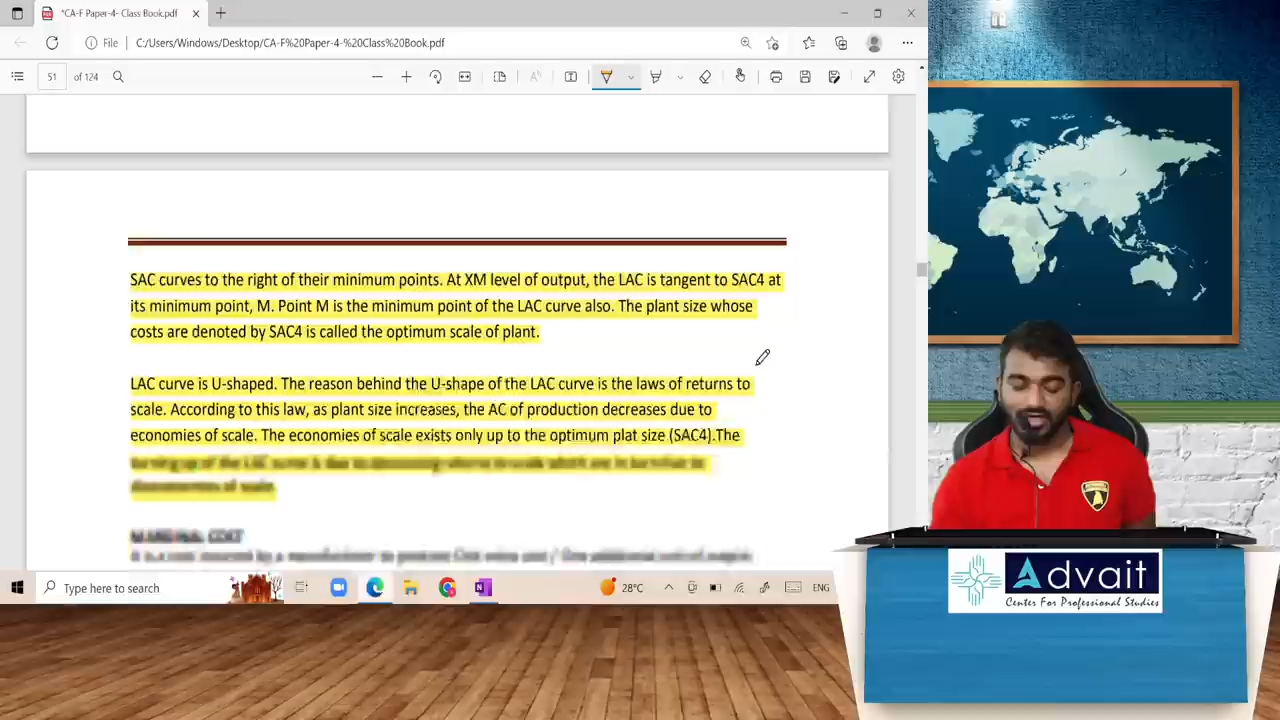 *CA-F Paper-4- Class Book.pdf
File
C:/Users/Windows/Desktop/CA-F%20Paper-4-%20Class%20Book.pdf
51 of 124
SAC curves to the right of their minimum points. At XM level of output, the LAC is tangent to SAC4 at
its minimum point, M. Point M is the minimum point of the LAC curve also. The plant size whose
costs are denoted by SAC4 is called the optimum scale of plant.
LAC curve is U-shaped. The reason behind the U-shape of the LAC curve is the laws of returns to
scale. According to this law, as plant size increases, the AC of production decreases due to
economies of scale. The economies of scale exists only up to the optimum plat size (SAC4).The
Type here to search
28°C
ENG
Advait
Center For Professional Studies